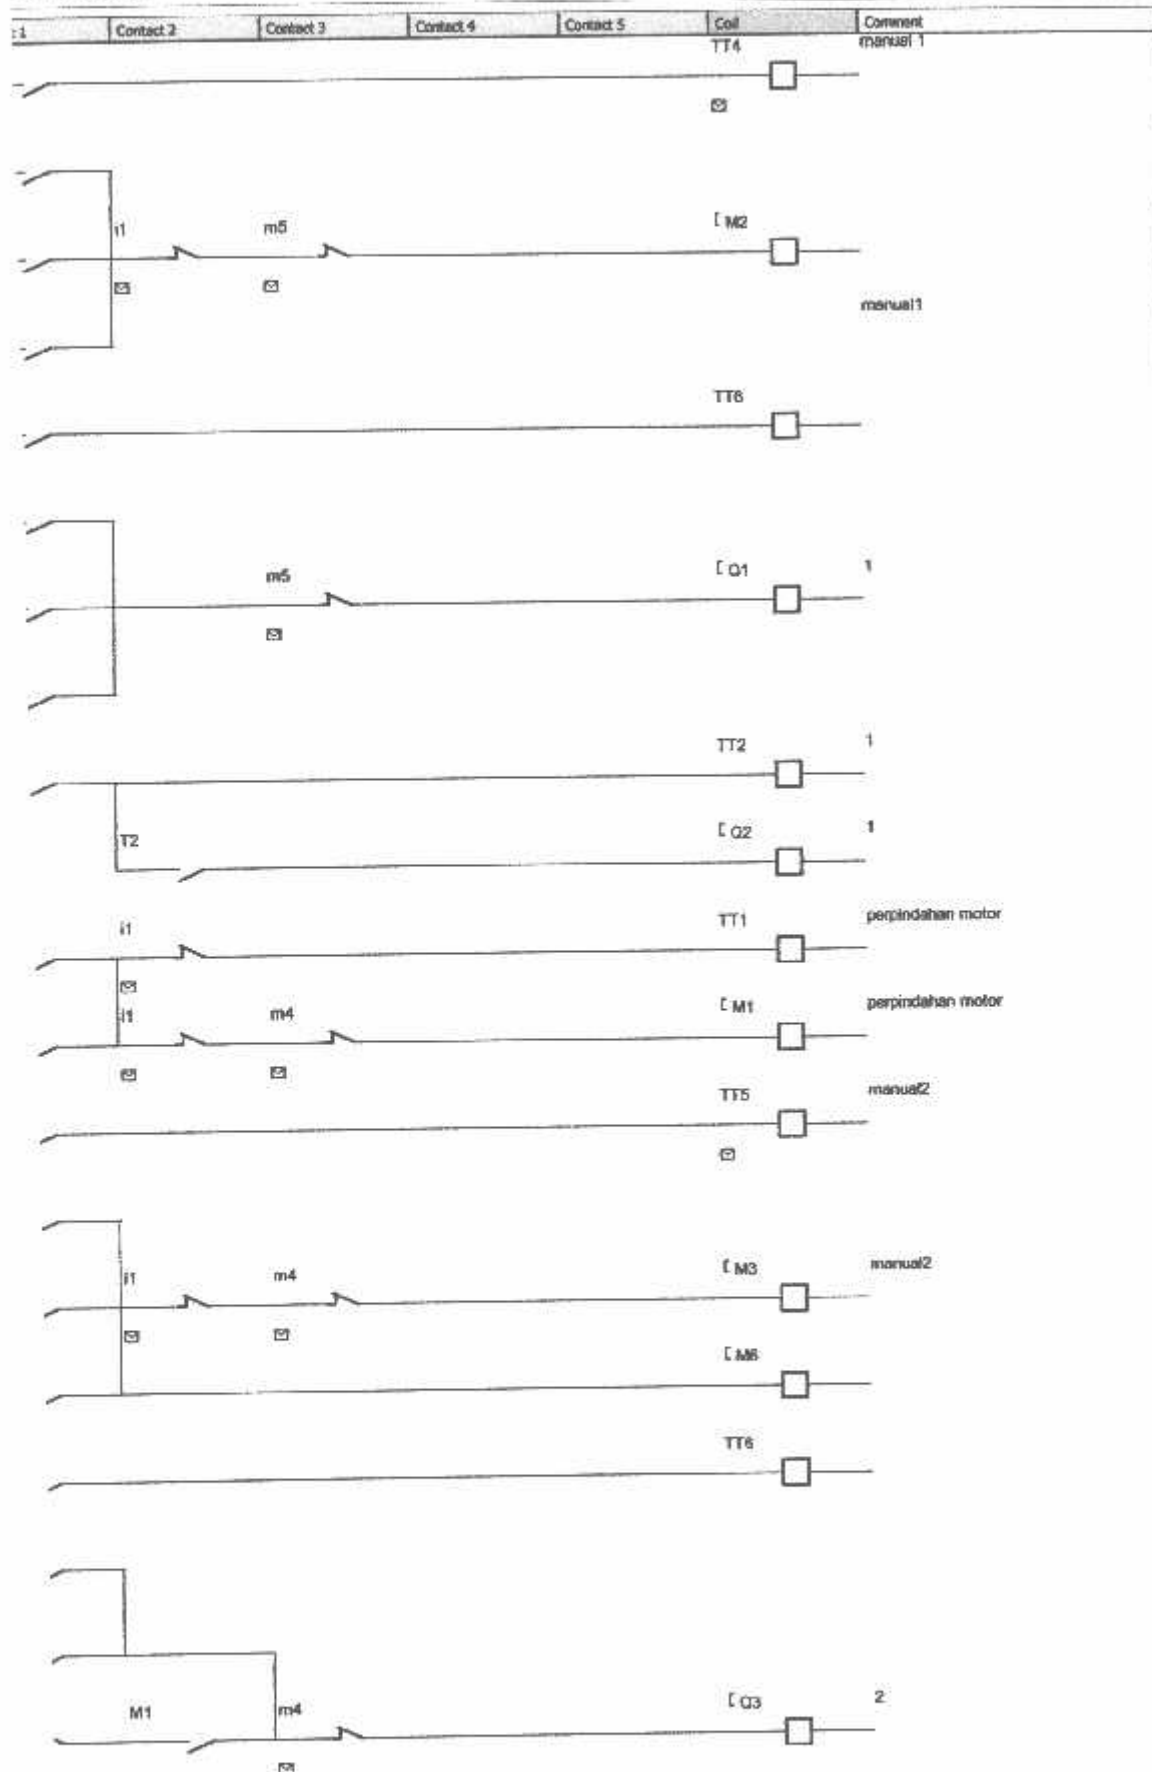 : 1 Contact 2 Contact 3 Contact 4 Contact 5 Coil Comment
TT4 manual 1
i1 m5 [ M2
manual1
TT6
m5 [ Q1 1
TT2 1
T2 [ Q2 1
i1 TT1 perpindahan motor
i1 m4 [ M1 perpindahan motor
TT5 manual2
i1 m4 [ M3 manual2
[ M6
TT6
M1 m4 [ Q3 2